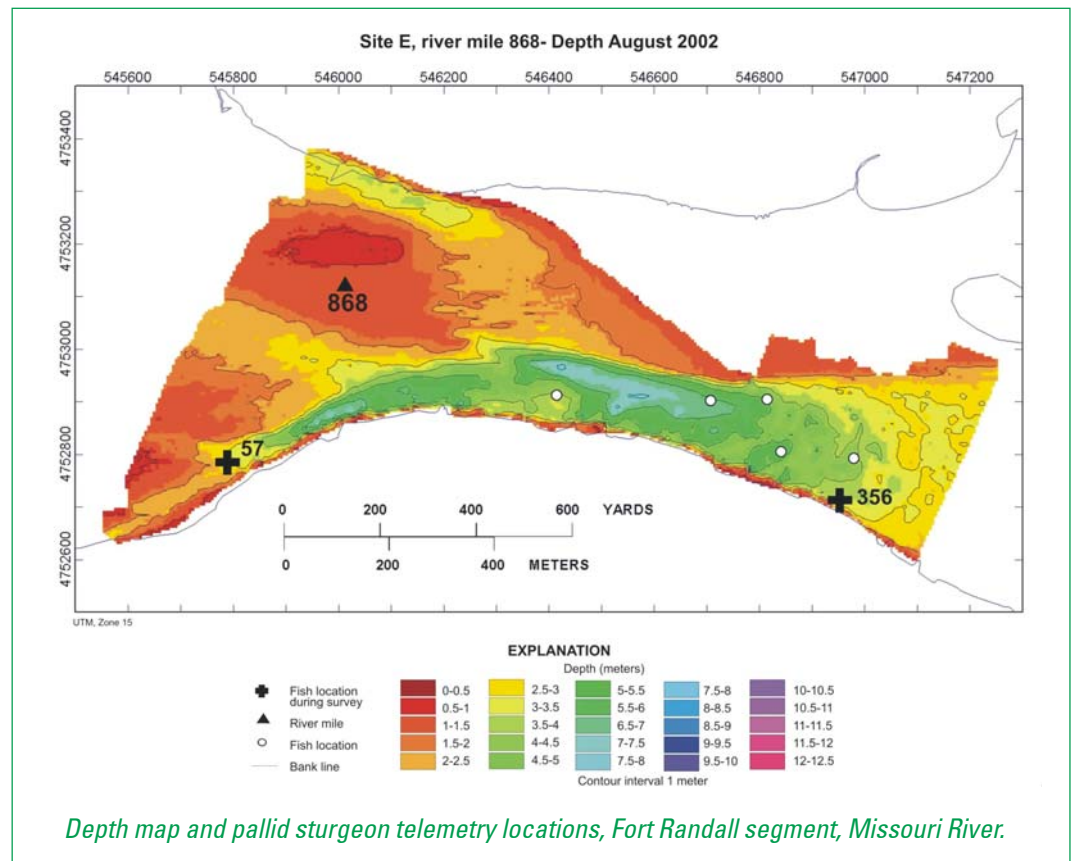 Site E, river mile 868- Depth August 2002
545600 545800 546000 546200 546400 546600 546800 547000 547200
4753400
4753200
4753000
4752800
4752600
868
57
356
0 200 400 600 YARDS
0 200 400 METERS
UTM, Zone 15
EXPLANATION
Depth (meters)
Fish location during survey
River mile
Fish location
Bank line
0-0.5
0.5-1
1-1.5
1.5-2
2-2.5
2.5-3
3-3.5
3.5-4
4-4.5
4.5-5
5-5.5
5.5-6
6.5-7
7-7.5
7.5-8
7.5-8
8-8.5
8.5-9
9-9.5
9.5-10
10-10.5
10.5-11
11-11.5
11.5-12
12-12.5
Contour interval 1 meter
Depth map and pallid sturgeon telemetry locations, Fort Randall segment, Missouri River.